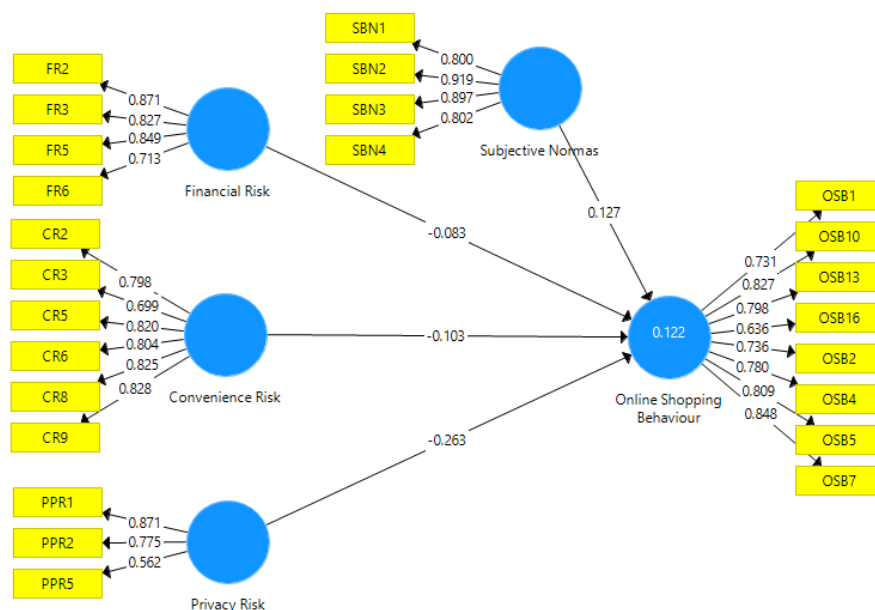 SBN1
0.800
SBN2
0.919
SBN3
0.897
SBN4
0.802
Subjective Normas
FR2
0.871
FR3
0.827
FR5
0.849
FR6
0.713
Financial Risk
CR2
0.798
CR3
0.699
CR5
0.820
CR6
0.804
CR8
0.825
CR9
0.828
Convenience Risk
PPR1
0.871
PPR2
0.775
PPR5
0.562
Privacy Risk
0.127
-0.083
-0.103
-0.263
0.122
Online Shopping
Behaviour
OSB1
0.731
OSB10
0.827
OSB13
0.798
OSB16
0.636
OSB2
0.736
OSB4
0.780
OSB5
0.809
OSB7
0.848